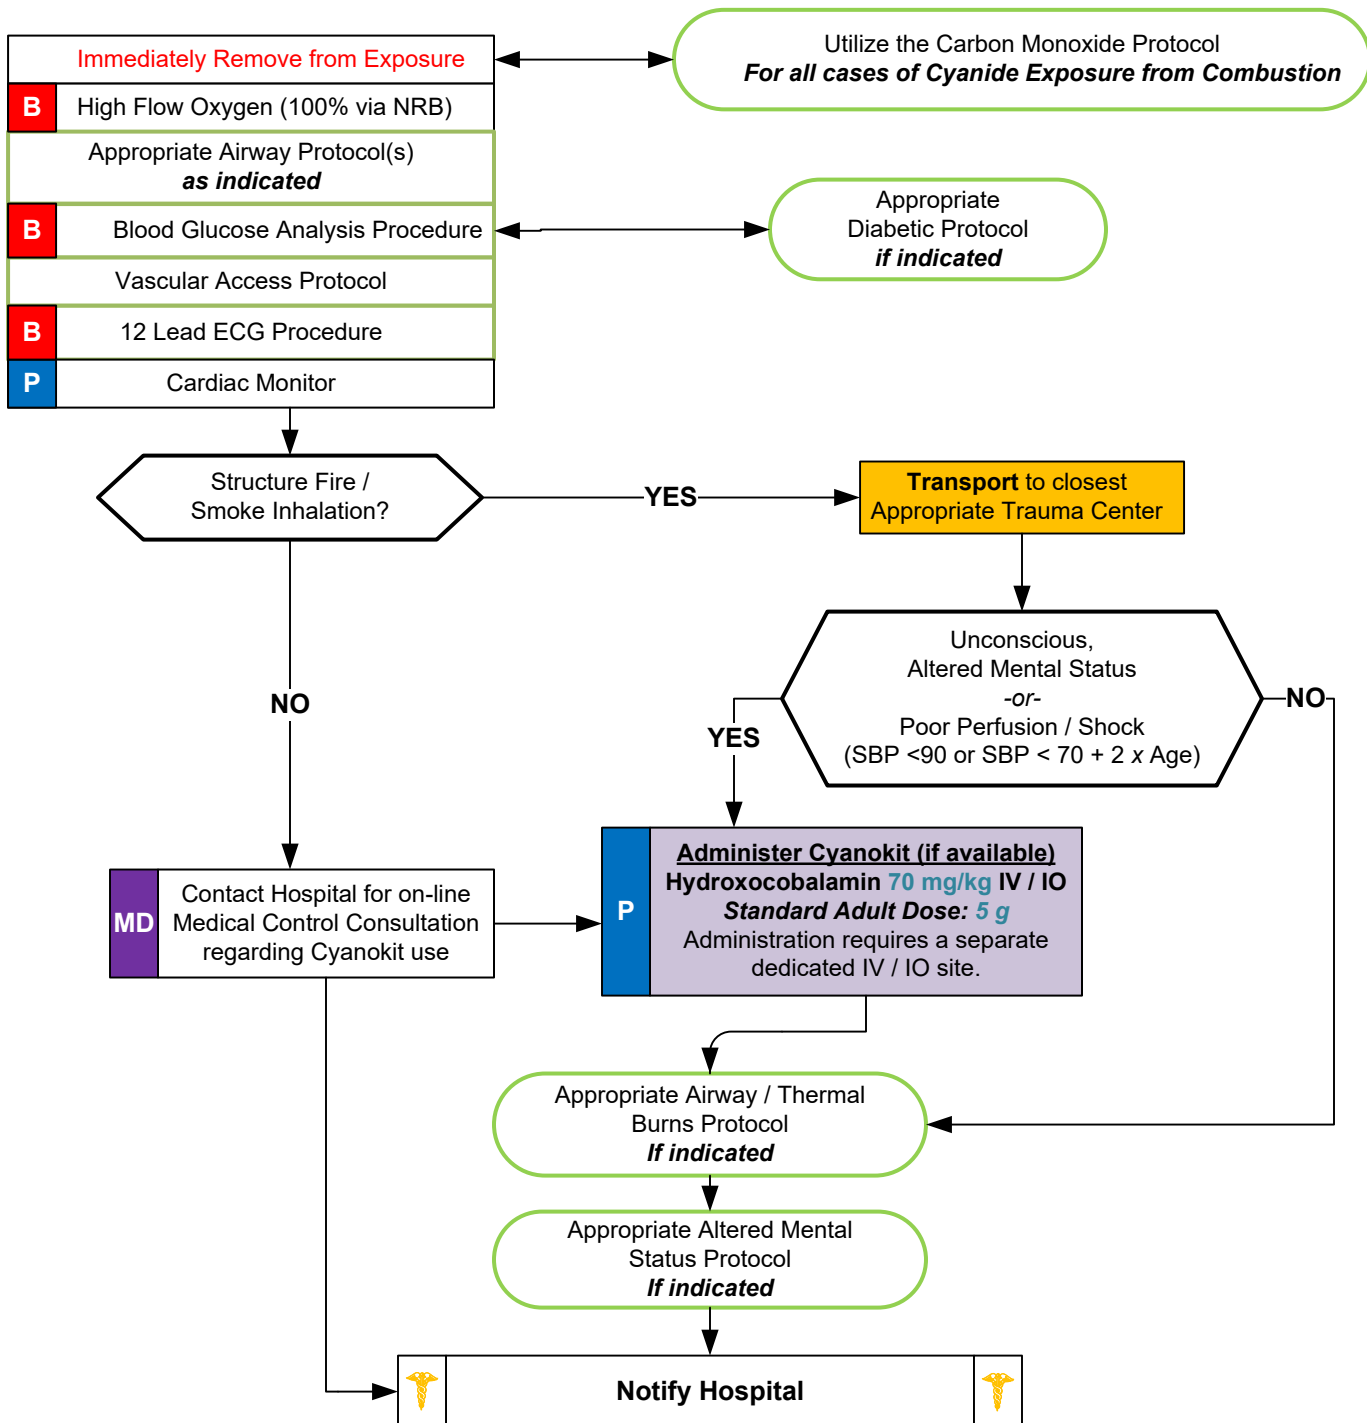 Immediately Remove from Exposure
Utilize the Carbon Monoxide Protocol
For all cases of Cyanide Exposure from Combustion
B
High Flow Oxygen (100% via NRB)
Appropriate Airway Protocol(s)
as indicated
B
Blood Glucose Analysis Procedure
Appropriate
Diabetic Protocol
if indicated
Vascular Access Protocol
B
12 Lead ECG Procedure
P
Cardiac Monitor
Structure Fire /
Smoke Inhalation?
YES
Transport to closest
Appropriate Trauma Center
NO
Unconscious,
Altered Mental Status
-or-
Poor Perfusion / Shock
(SBP <90 or SBP < 70 + 2 x Age)
YES
NO
MD
Contact Hospital for on-line
Medical Control Consultation
regarding Cyanokit use
P
Administer Cyanokit (if available)
Hydroxocobalamin 70 mg/kg IV / IO
Standard Adult Dose: 5 g
Administration requires a separate
dedicated IV / IO site.
Appropriate Airway / Thermal
Burns Protocol
If indicated
Appropriate Altered Mental
Status Protocol
If indicated
Notify Hospital